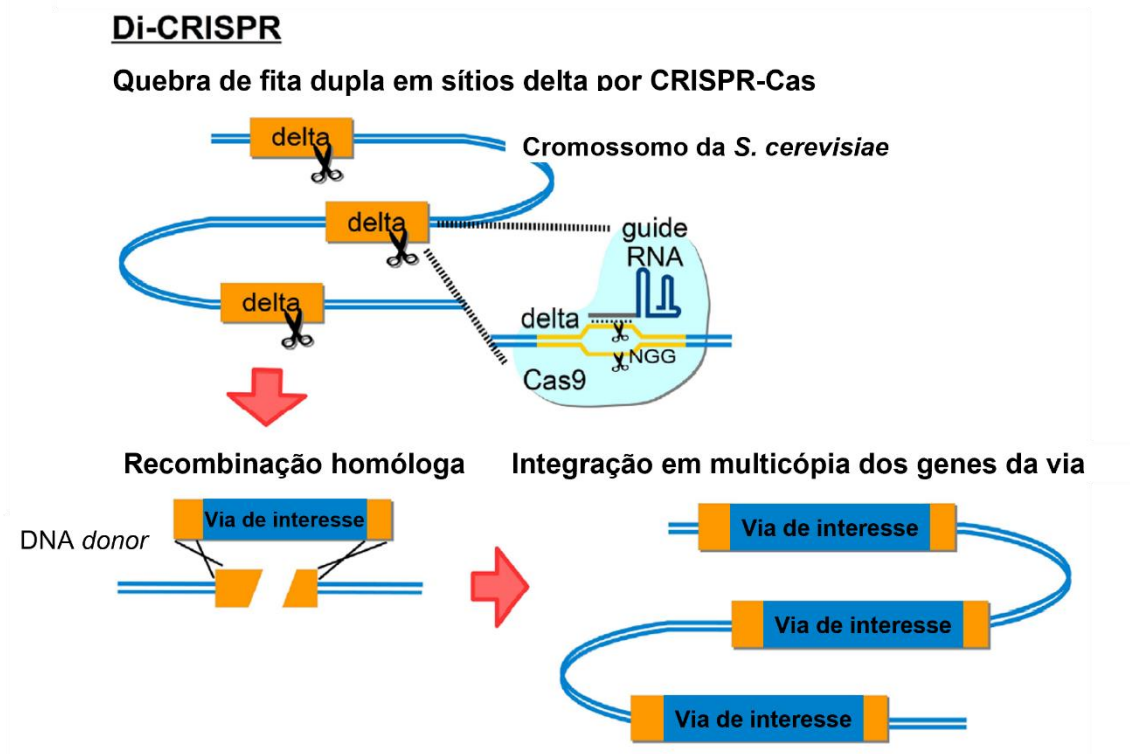 Di-CRISPR
Quebra de fita dupla em sítios delta por CRISPR-Cas
delta
Cromossomo da S. cerevisiae
delta
guide
RNA
delta
delta
NGG
Cas9
Recombinação homóloga
Integração em multicópia dos genes da via
Via de interesse
DNA donor
Via de interesse
Via de interesse
Via de interesse